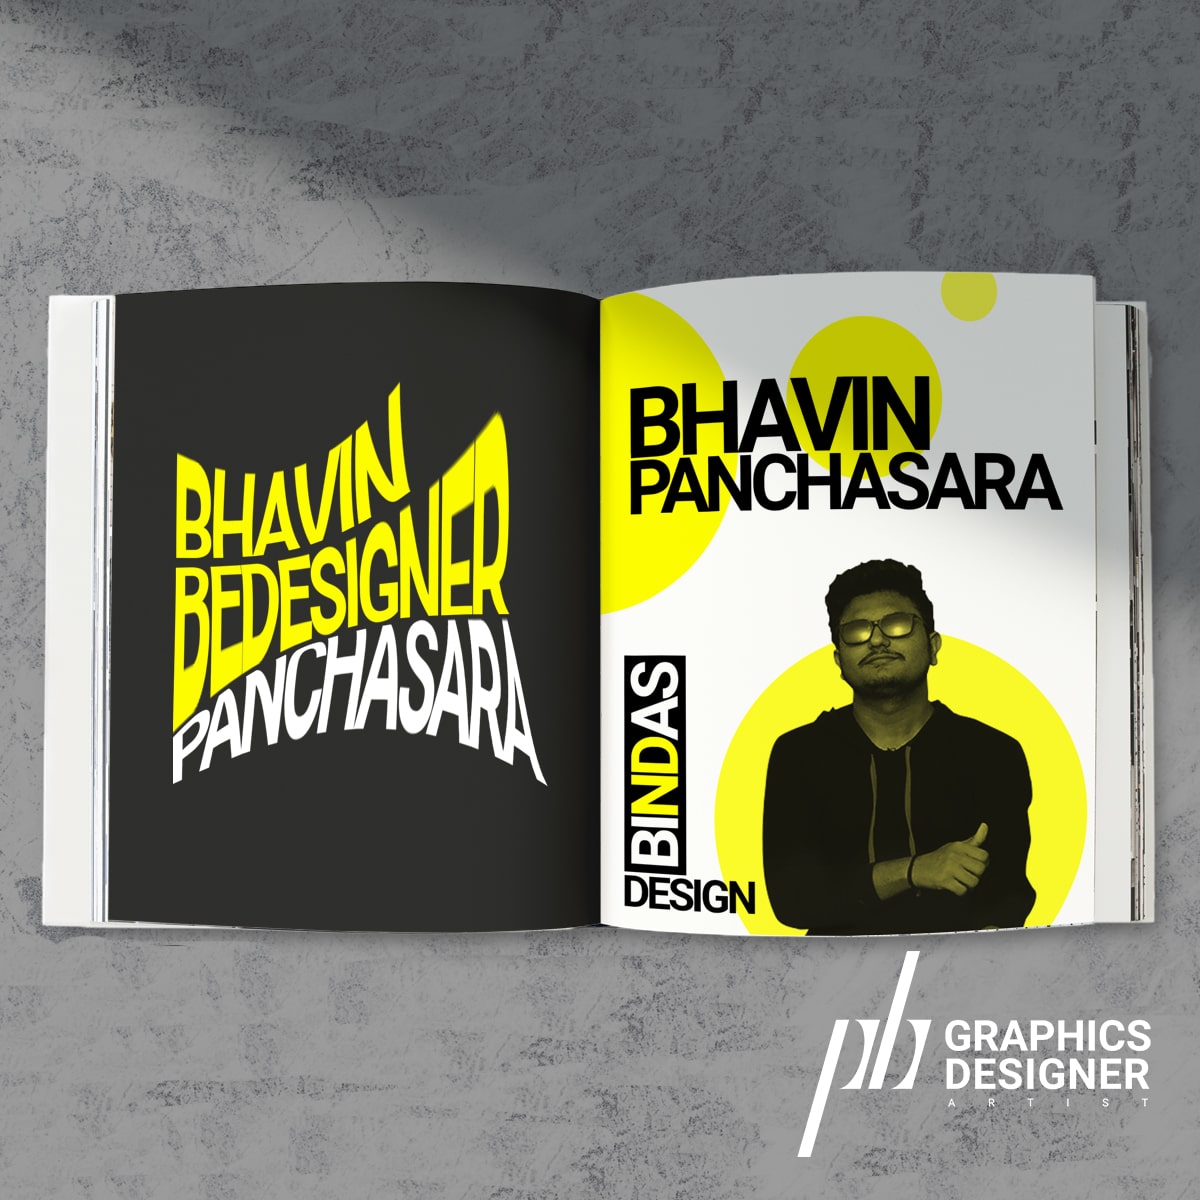 BHAVIN
BEDESIGNER
PANCHASARA
BHAVIN
PANCHASARA
BINDAS
DESIGN
pb
GRAPHICS
DESIGNER
ARTIST